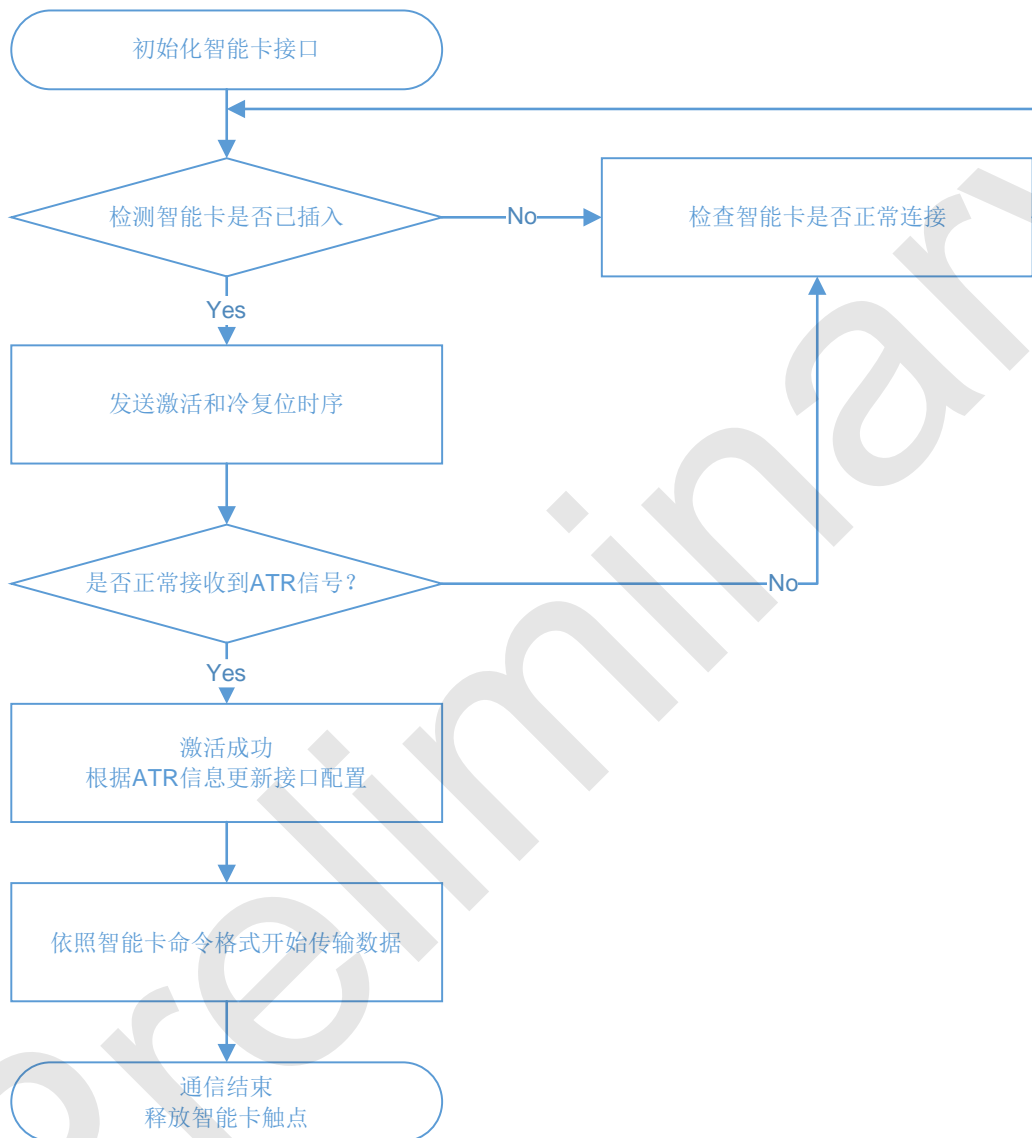 初始化智能卡接口
检测智能卡是否已插入
No
检查智能卡是否正常连接
Yes
发送激活和冷复位时序
是否正常接收到ATR信号?
No
Yes
激活成功
根据ATR信息更新接口配置
依照智能卡命令格式开始传输数据
通信结束
释放智能卡触点
Preliminary